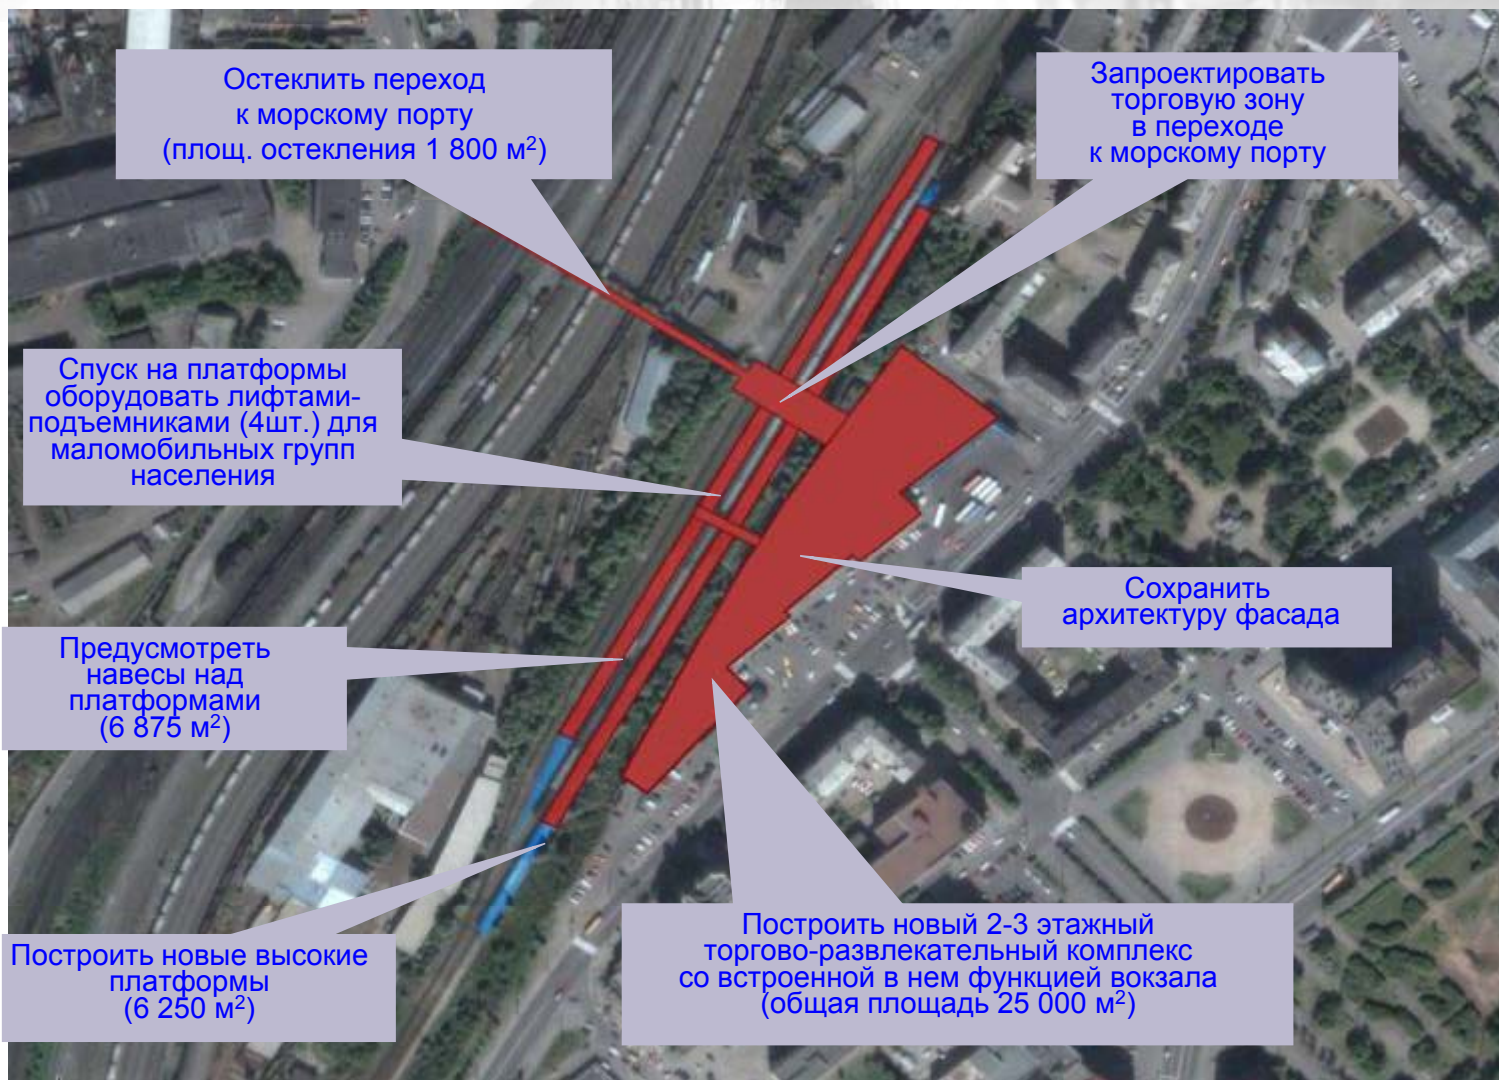 Остеклить переход
к морскому порту
(площ. остекления 1 800 м²)
Запроектировать
торговую зону
в переходе
к морскому порту
Спуск на платформы
оборудовать лифтами-
подъемниками (4шт.) для
маломобильных групп
населения
Сохранить
архитектуру фасада
Предусмотреть
навесы над
платформами
(6 875 м²)
Построить новые высокие
платформы
(6 250 м²)
Построить новый 2-3 этажный
торгово-развлекательный комплекс
со встроенной в нем функцией вокзала
(общая площадь 25 000 м²)